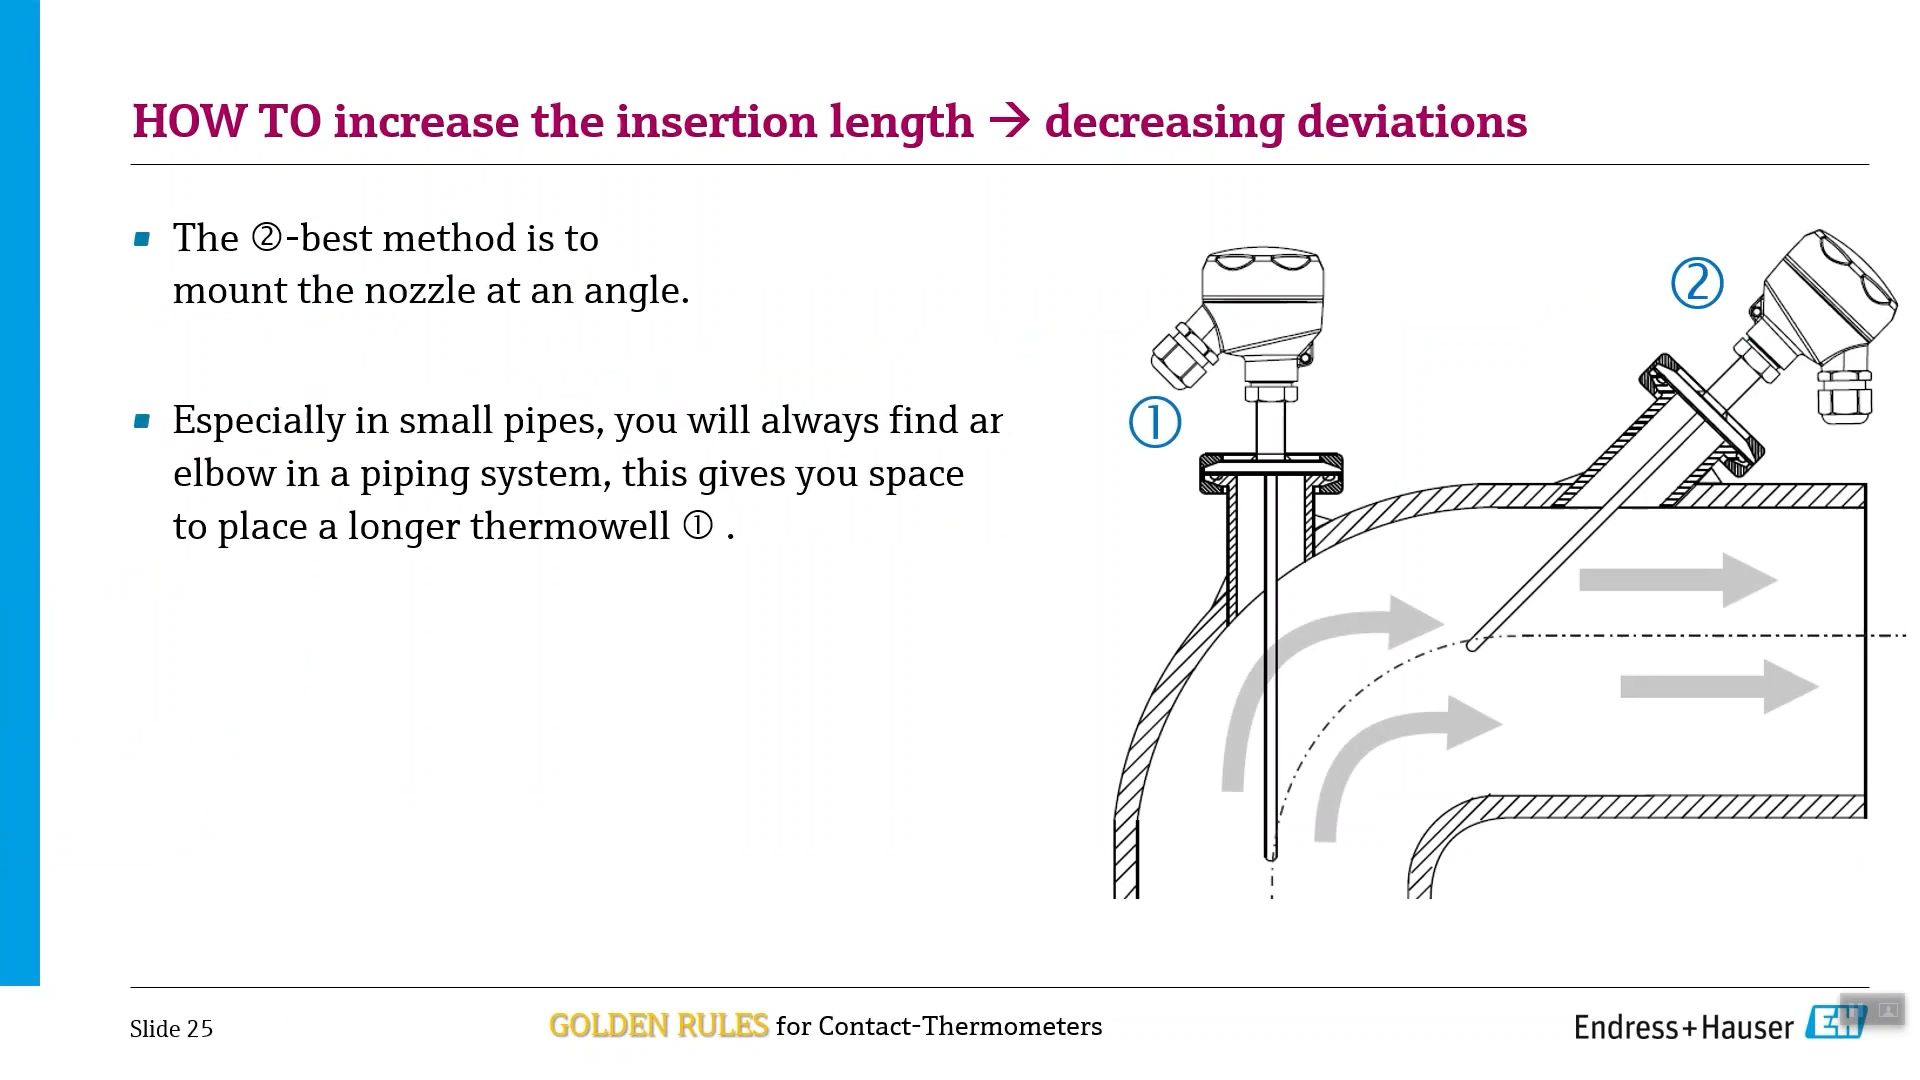 HOW TO increase the insertion length → decreasing deviations
The ②-best method is to
mount the nozzle at an angle.
Especially in small pipes, you will always find ar
elbow in a piping system, this gives you space
to place a longer thermowell ① .
①
②
Slide 25
GOLDEN RULES for Contact-Thermometers
Endress+Hauser EH